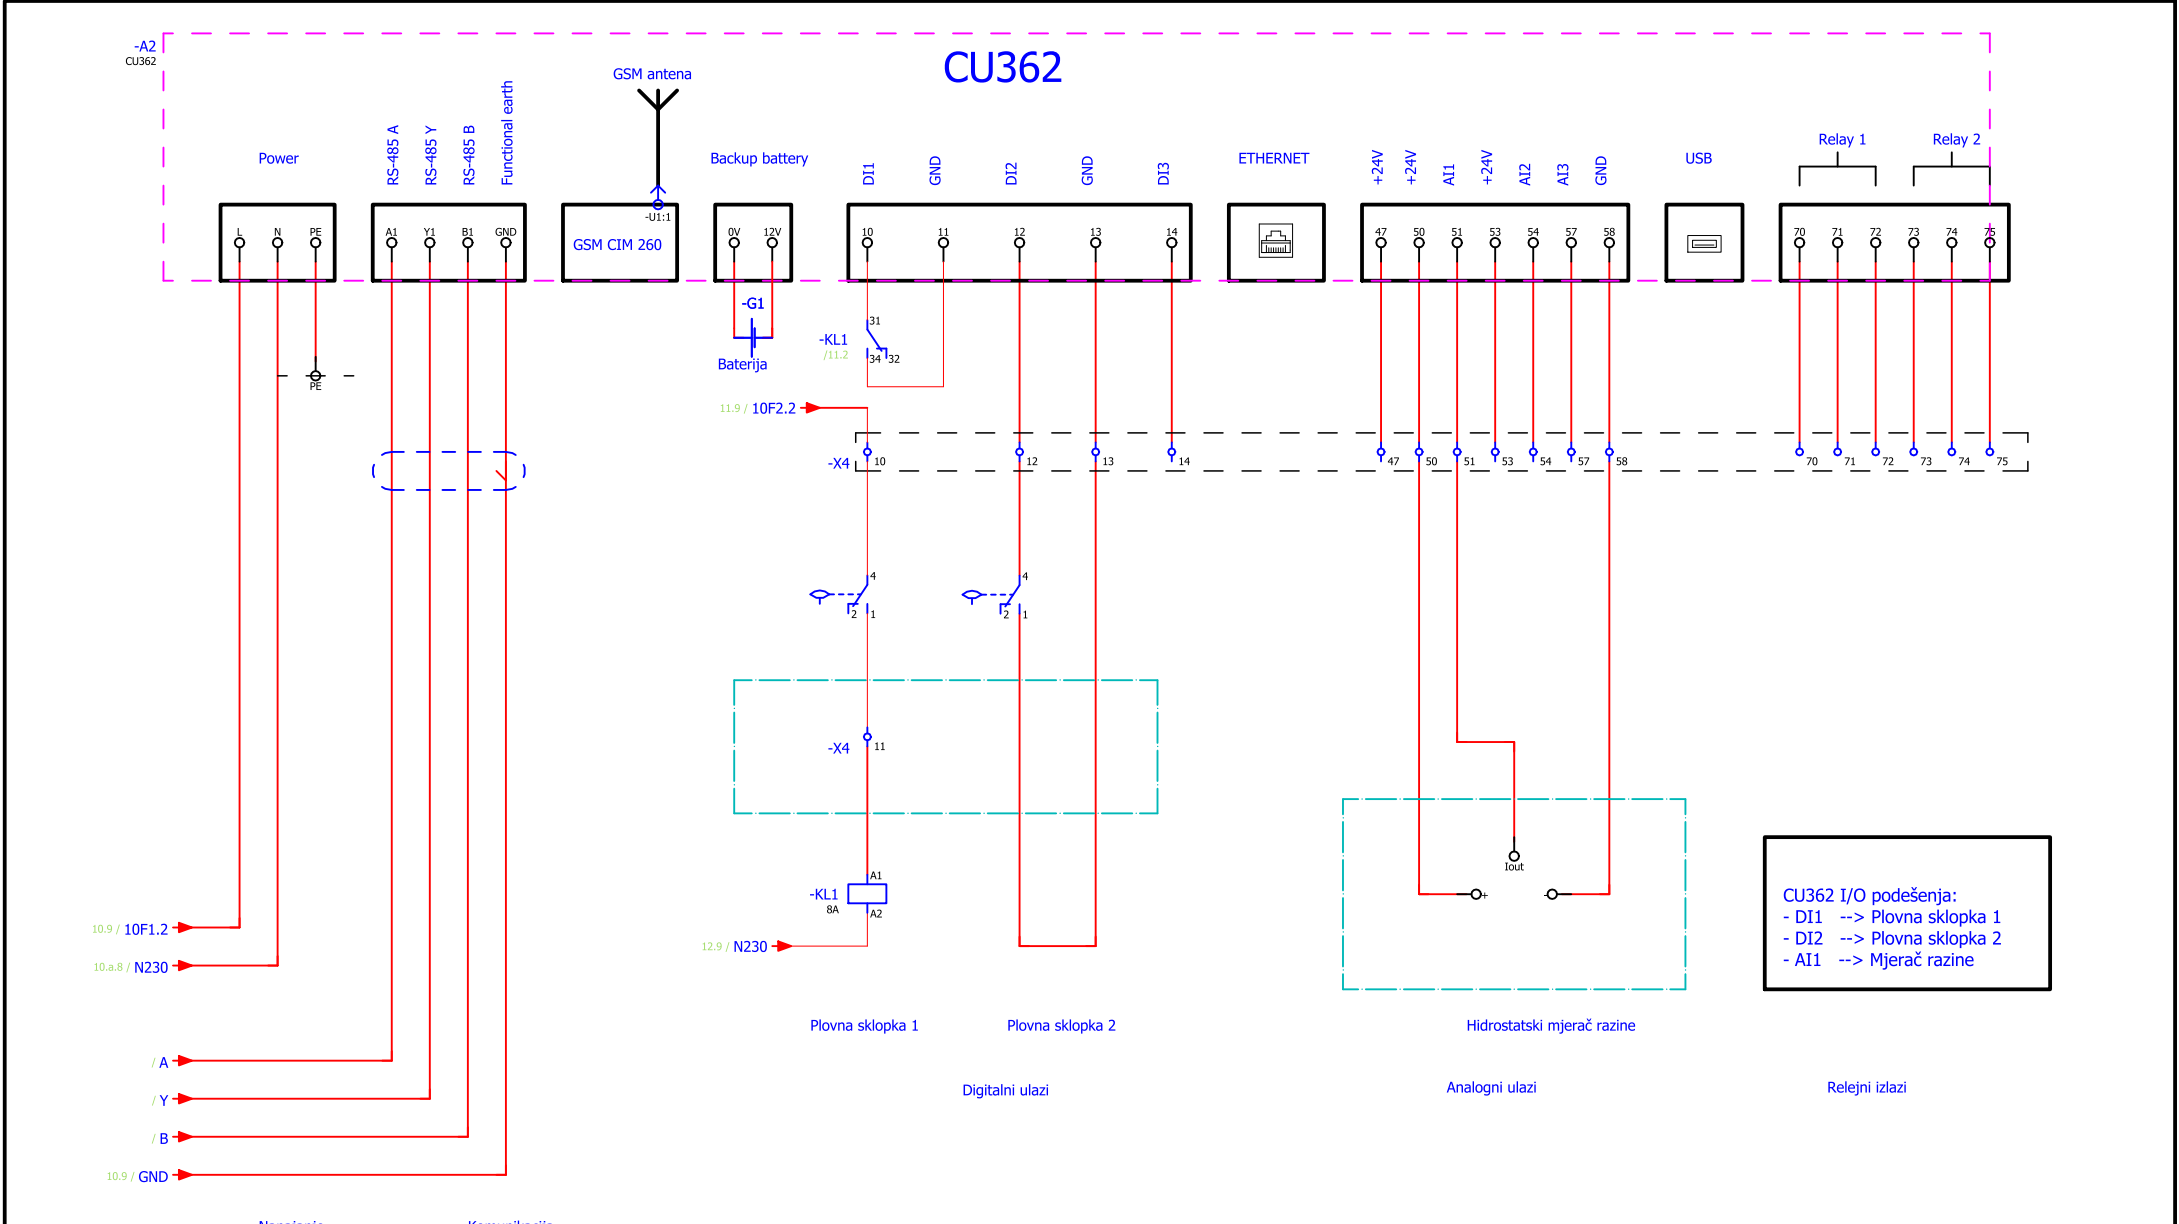 -A2
CU362
CU362
GSM antena
Power
RS-485 A
RS-485 Y
RS-485 B
Functional earth
Backup battery
DI1
GND
DI2
GND
DI3
ETHERNET
+24V
+24V
AI1
+24V
AI2
AI3
GND
USB
Relay 1
Relay 2
L
N
PE
A1
Y1
B1
GND
-U1:1
GSM CIM 260
0V
12V
10
11
12
13
14
47
50
51
53
54
57
58
70
71
72
73
74
75
-G1
Baterija
-KL1
/11.2
31
34
32
PE
11.9 / 10F2.2
-X4
10
12
13
14
47
50
51
53
54
57
58
70
71
72
73
74
75
4
2
1
4
2
1
-X4
11
-KL1
8A
A1
A2
12.9 / N230
Iout
+
-
CU362 I/O podešenja:
- DI1 --> Plovna sklopka 1
- DI2 --> Plovna sklopka 2
- AI1 --> Mjerač razine
10.9 / 10F1.2
10.a.8 / N230
/ A
/ Y
/ B
10.9 / GND
Plovna sklopka 1
Plovna sklopka 2
Hidrostatski mjerač razine
Digitalni ulazi
Analogni ulazi
Relejni izlazi